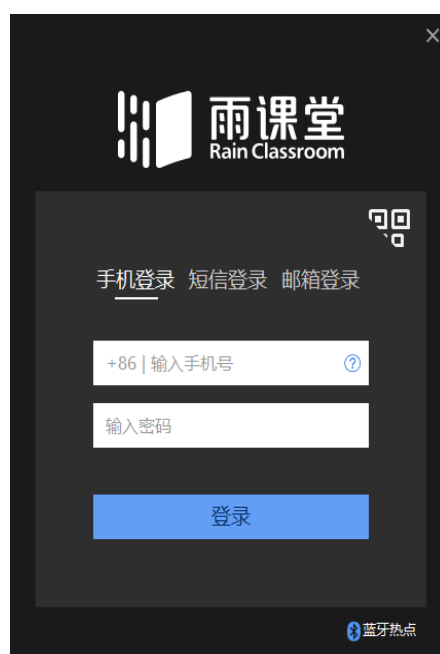 雨课堂
Rain Classroom
手机登录 短信登录 邮箱登录
+86 | 输入手机号 ?
输入密码
登录
蓝牙热点